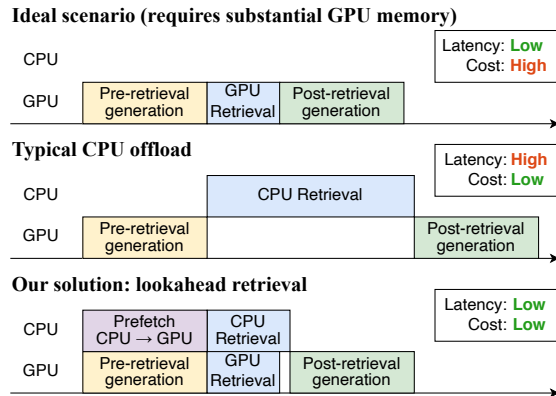 Ideal scenario (requires substantial GPU memory)
Latency: Low
Cost: High
CPU
GPU
Pre-retrieval
generation
GPU
Retrieval
Post-retrieval
generation
Typical CPU offload
Latency: High
Cost: Low
CPU
CPU Retrieval
GPU
Pre-retrieval
generation
Post-retrieval
generation
Our solution: lookahead retrieval
Latency: Low
Cost: Low
CPU
Prefetch
CPU → GPU
CPU
Retrieval
GPU
Pre-retrieval
generation
GPU
Retrieval
Post-retrieval
generation